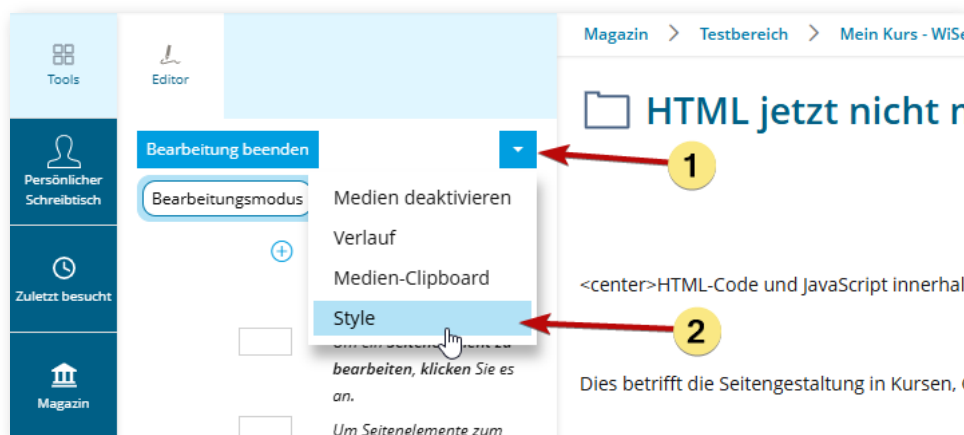 Tools
Editor
Persönlicher
Schreibtisch
Zuletzt besucht
Magazin
Bearbeitung beenden
Bearbeitungsmodus
Medien deaktivieren
Verlauf
Medien-Clipboard
Style
bearbeiten, klicken Sie es
an.
Um Seitenelemente zum
1
2
Magazin > Testbereich > Mein Kurs -
HTML jetzt nicht
<center>HTML-Code und JavaScript
Dies betrifft die Seitengestaltung in Kursen,